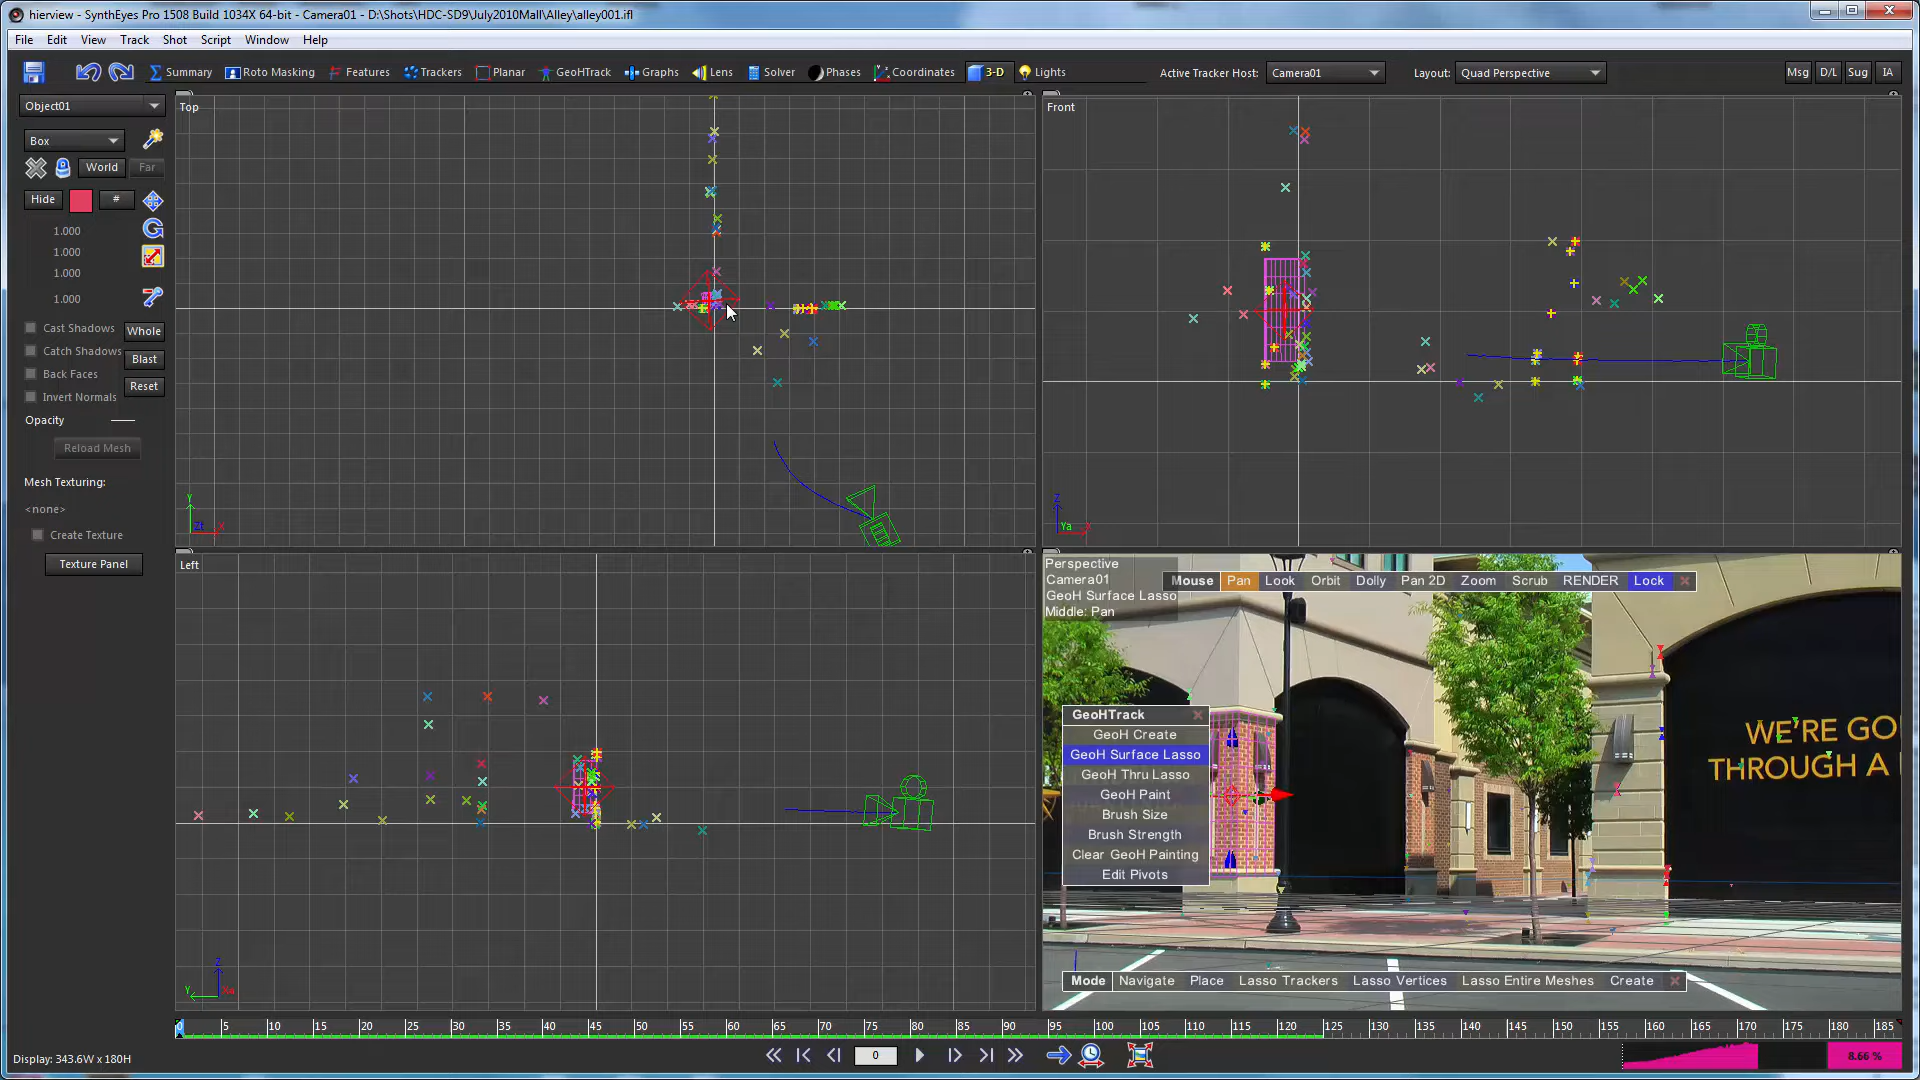 hierview - SynthEyes Pro 1508 Build 1034X 64-bit - Camera01 - D:\Shots\HDC-SD9\July2010Mall\Alley\alley001.ifl
File Edit View Track Shot Script Window Help
Summary Roto Masking Features Trackers Planar GeoHTrack Graphs Lens Solver Phases Coordinates 3-D Lights Active Tracker Host: Camera01 Layout: Quad Perspective Msg D/L Sug IA
Object01
Box
World Far
Hide #
1.000
1.000
1.000
1.000
Cast Shadows Whole
Catch Shadows Blast
Back Faces Reset
Invert Normals
Opacity
Reload Mesh
Mesh Texturing:
<none>
Create Texture
Texture Panel
Top
Y
X
Front
Z
Ya
Left
Z
Y
Perspective
Camera01
GeoH Surface Lasso
Middle: Pan
Mouse Pan Look Orbit Dolly Pan 2D Zoom Scrub RENDER Lock
GeoHTrack
GeoH Create
GeoH Surface Lasso
GeoH Thru Lasso
GeoH Paint
Brush Size
Brush Strength
Clear GeoH Painting
Edit Pivots
WE'RE GO
THROUGH A
Mode Navigate Place Lasso Trackers Lasso Vertices Lasso Entire Meshes Create
0 5 10 15 20 25 30 35 40 45 50 55 60 65 70 75 80 85 90 95 100 105 110 115 120 125 130 135 140 145 150 155 160 165 170 175 180 185
Display: 343.6W x 180H
0
8.66 %